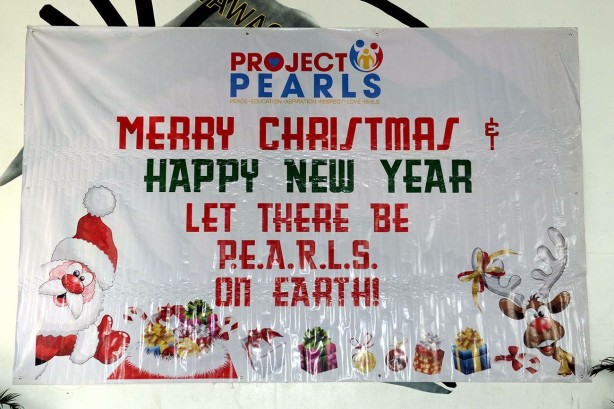 PROJECT
PEARLS
PEACE•EDUCATION•ASPIRATION•RESPECT•LOVE•SMILE
MERRY CHRISTMAS &
HAPPY NEW YEAR
LET THERE BE
P.E.A.R.L.S.
ON EARTH!